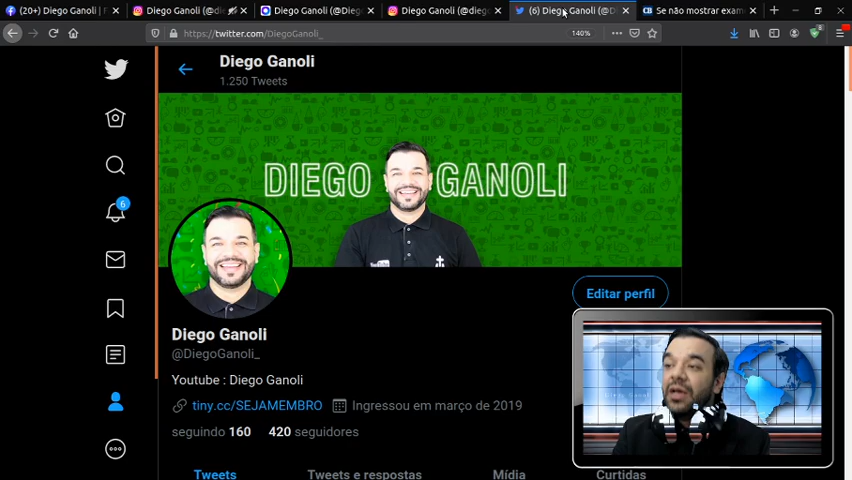 (20+) Diego Ganoli | F
Diego Ganoli (@di
Diego Ganoli (@Dieg
Diego Ganoli (@dieg
(6) Diego Ganoli (@D
Se não mostrar exam
https://twitter.com/DiegoGanoli_
140%
8
Diego Ganoli
1.250 Tweets
DIEGO GANOLI
6
Editar perfil
Diego Ganoli
@DiegoGanoli_
Youtube : Diego Ganoli
tiny.cc/SEJAMEMBRO Ingressou em março de 2019
seguindo 160 420 seguidores
Tweets Tweets e respostas Mídia Curtidas